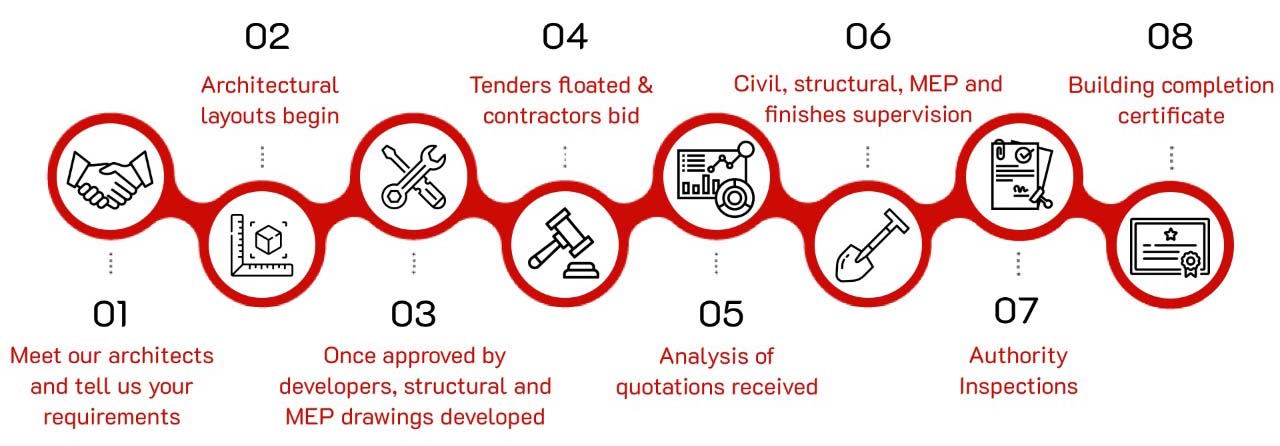 01
Meet our architects
and tell us your
requirements
02
Architectural
layouts begin
03
Once approved by
developers, structural and
MEP drawings developed
04
Tenders floated &
contractors bid
05
Analysis of
quotations received
06
Civil, structural, MEP and
finishes supervision
07
Authority
Inspections
08
Building completion
certificate